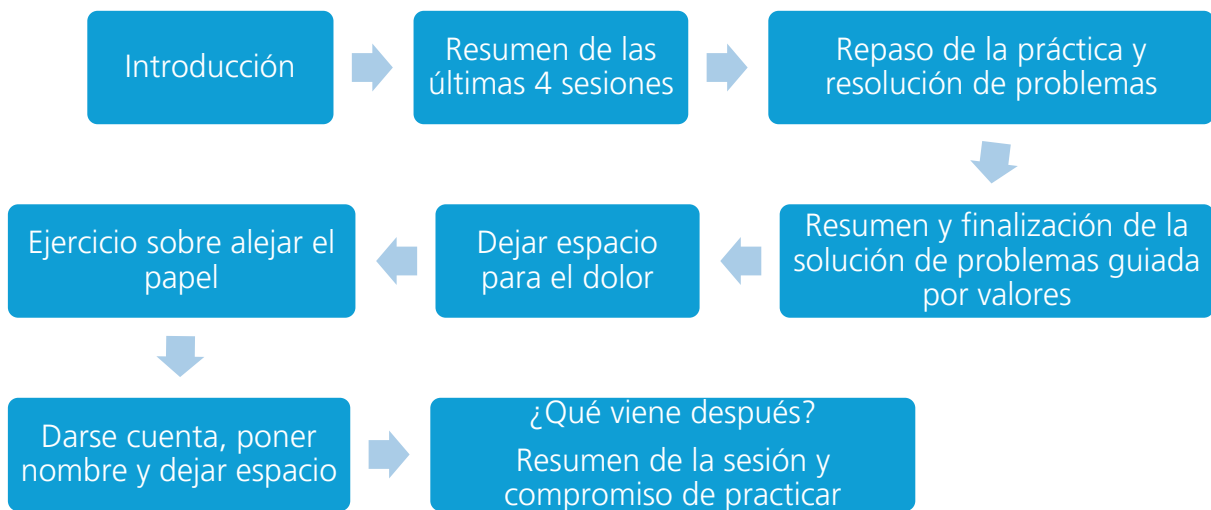 Introducción
Resumen de las
últimas 4 sesiones
Repaso de la práctica y
resolución de problemas
Resumen y finalización de la
solución de problemas guiada
por valores
Dejar espacio
para el dolor
Ejercicio sobre alejar el
papel
Darse cuenta, poner
nombre y dejar espacio
¿Qué viene después?
Resumen de la sesión y
compromiso de practicar